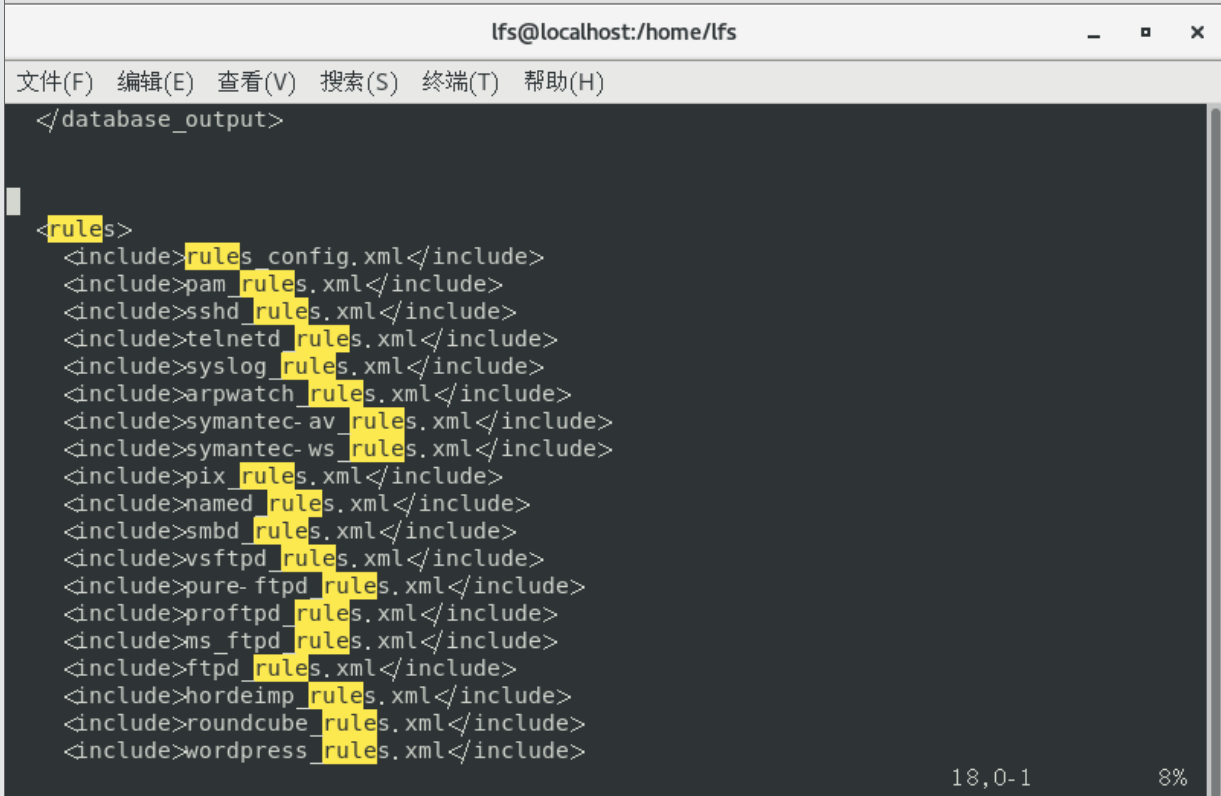 lfs@localhost:/home/lfs
文件(F) 编辑(E) 查看(V) 搜索(S) 终端(T) 帮助(H)
</database_output>
<rules>
<include>rules_config.xml</include>
<include>pam_rules.xml</include>
<include>sshd_rules.xml</include>
<include>telnetd_rules.xml</include>
<include>syslog_rules.xml</include>
<include>arpwatch_rules.xml</include>
<include>symantec-av_rules.xml</include>
<include>symantec-ws_rules.xml</include>
<include>pix_rules.xml</include>
<include>named_rules.xml</include>
<include>smbd_rules.xml</include>
<include>vsftpd_rules.xml</include>
<include>pure-ftpd_rules.xml</include>
<include>proftpd_rules.xml</include>
<include>ms_ftpd_rules.xml</include>
<include>ftpd_rules.xml</include>
<include>hordeimp_rules.xml</include>
<include>roundcube_rules.xml</include>
<include>wordpress_rules.xml</include>
18,0-1 8%